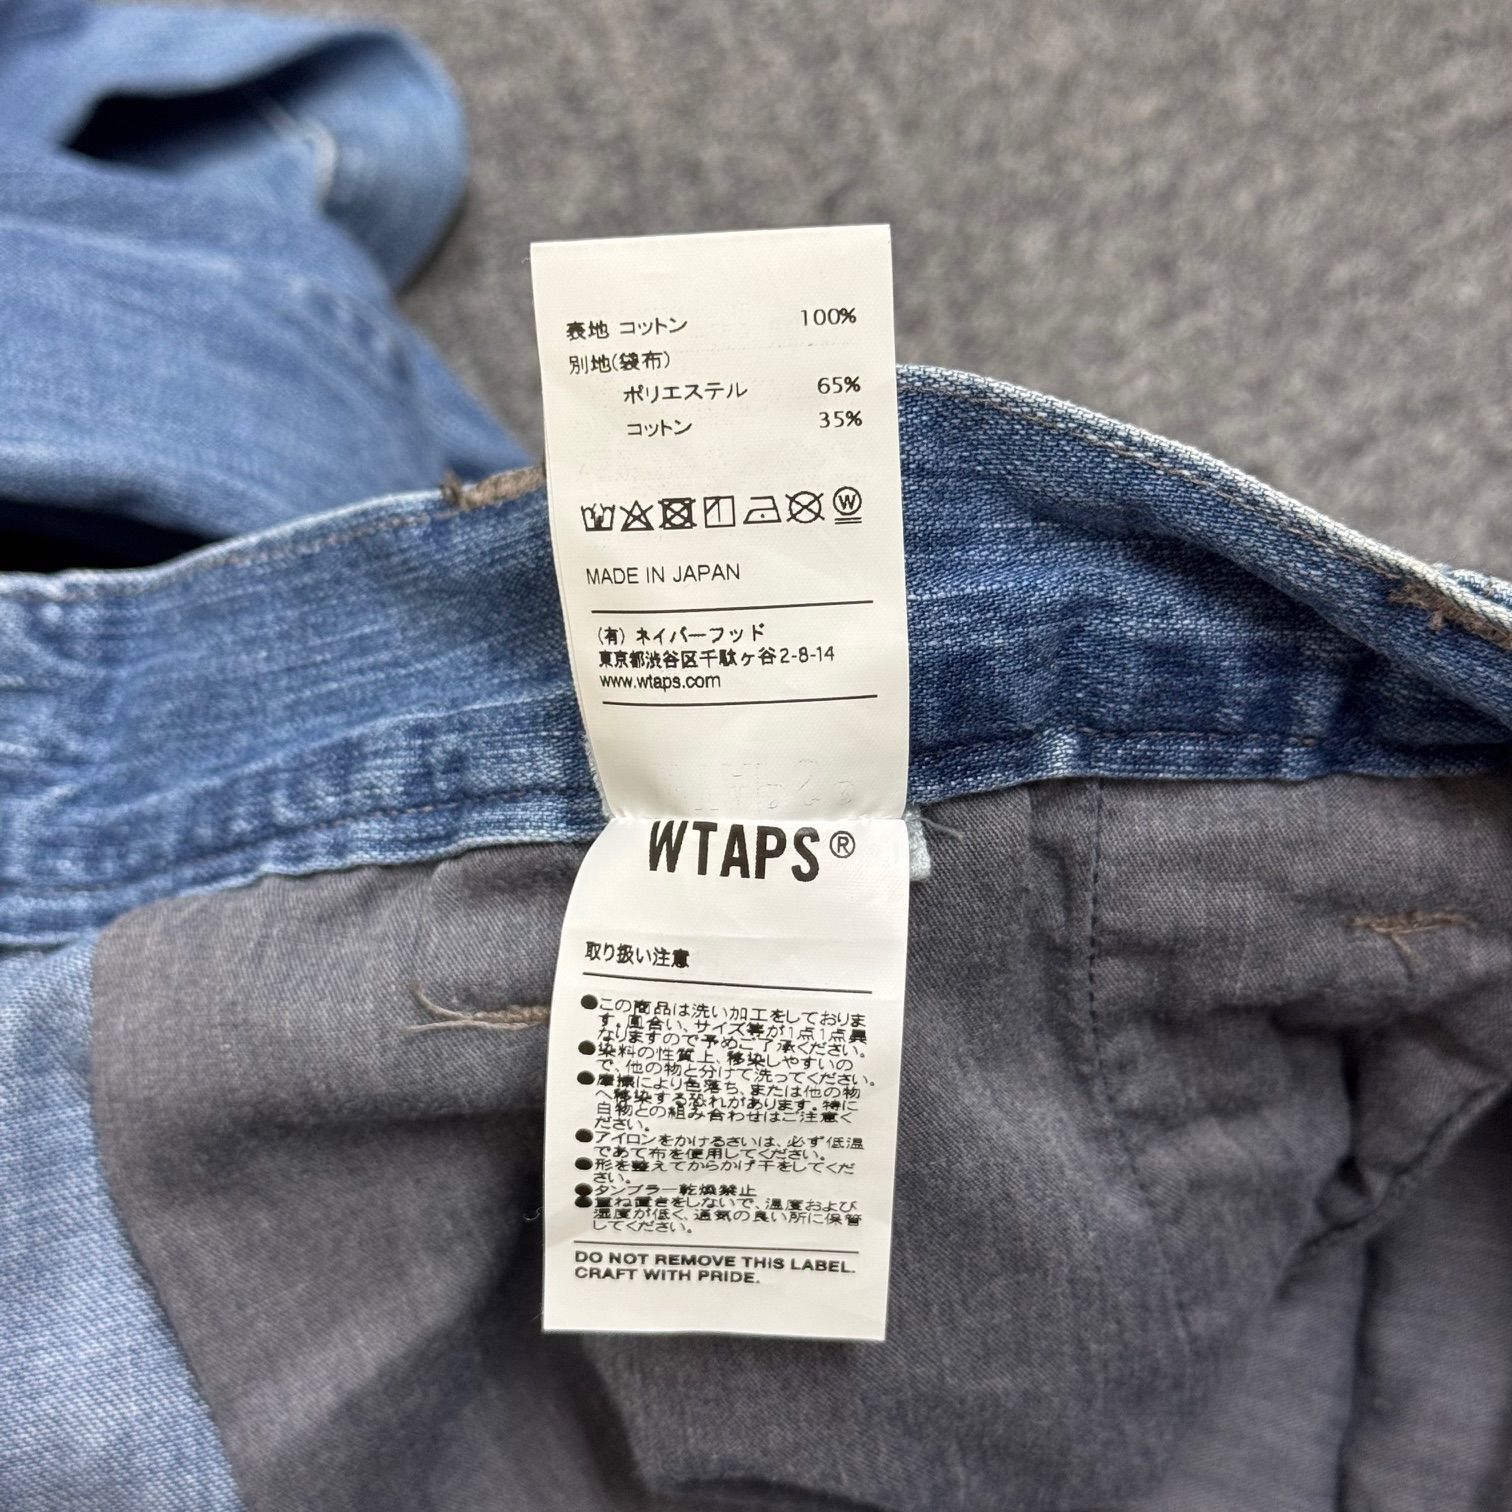 表地 コットン 100%
別地(袋布)
ポリエステル 65%
コットン 35%
W
MADE IN JAPAN
(有) ネイバーフッド
東京都渋谷区千駄ヶ谷2-8-14
www.wtaps.com
WTAPS®
取り扱い注意
●この商品は洗い加工をしておりま
す。風合い、サイズ等が1点1点異
なりますので予めご了承ください。
●染料の性質上、移染しやすいの
で、他の物と分けて洗ってください。
●摩擦により色落ち、または他の物
へ移染する恐れがあります。特に
白物との組み合わせはご注意く
ださい。
●アイロンをかけるさいは、必ず低温
であて布を使用してください。
●形を整えてからかげ干をしてくだ
さい。
●タンブラー乾燥禁止
●重ね置きをしないで、温度および
湿度が低く、通気の良い所に保管
してください。
DO NOT REMOVE THIS LABEL.
CRAFT WITH PRIDE.